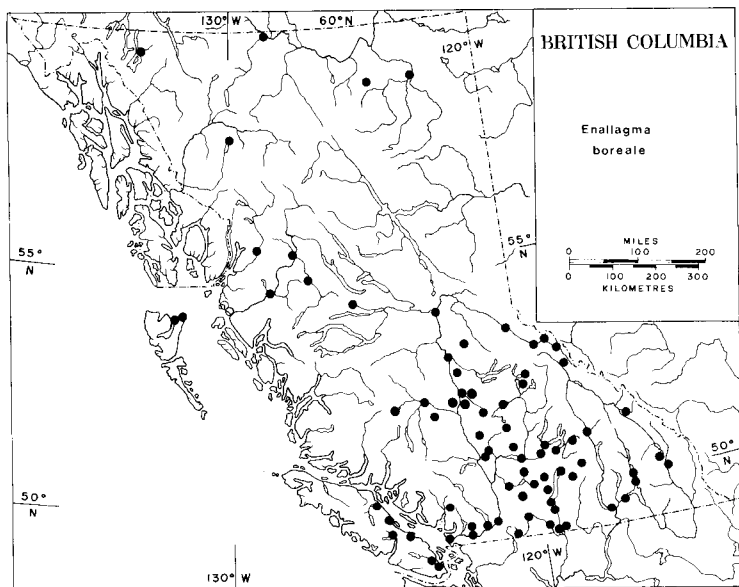 130° W
60° N
120° W
BRITISH COLUMBIA
Enallagma
boreale
55°
N
55°
N
MILES
0 100 200
0 100 200 300
KILOMETRES
50°
N
50°
N
130° W
120° W